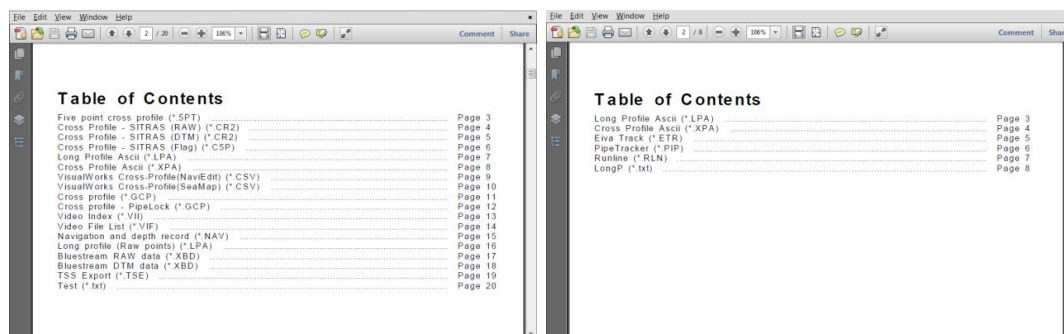 File Edit View Window Help
2 / 20 106% Comment Share
Table of Contents
Five point cross profile (*.5PT) Page 3
Cross Profile - SITRAS (RAW) (*.CR2) Page 4
Cross Profile - SITRAS (DTM) (*.CR2) Page 5
Cross Profile - SITRAS (Flag) (*.C5P) Page 6
Long Profile Ascii (*.LPA) Page 7
Cross Profile Ascii (*.XPA) Page 8
VisualWorks Cross-Profile(NaviEdit) (*.CSV) Page 9
VisualWorks Cross-Profile(SeaMap) (*.CSV) Page 10
Cross profile (*.GCP) Page 11
Cross profile - PipeLock (*.GCP) Page 12
Video Index (*.VII) Page 13
Video File List (*.VIF) Page 14
Navigation and depth record (*.NAV) Page 15
Long profile (Raw points) (*.LPA) Page 16
Bluestream RAW data (*.XBD) Page 17
Bluestream DTM data (*.XBD) Page 18
TSS Export (*.TSE) Page 19
Test (*.txt) Page 20
File Edit View Window Help
2 / 8 106% Comment Shar
Table of Contents
Long Profile Ascii (*.LPA) Page 3
Cross Profile Ascii (*.XPA) Page 4
Eiva Track (*.ETR) Page 5
PipeTracker (*.PIP) Page 6
Runline (*.RLN) Page 7
LongP (*.txt) Page 8